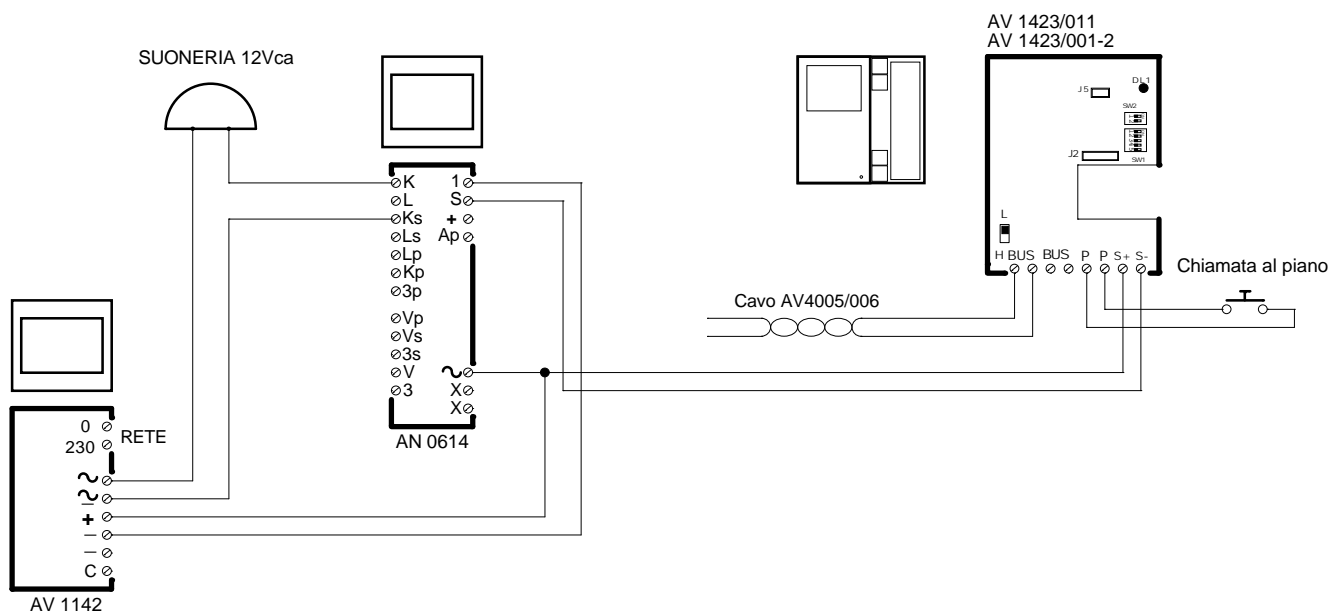 AV 1423/011
AV 1423/001-2
SUONERIA 12Vca
DL1
J5
SW2
J2
SW1
K
1
L
S
Ks
+
Ls
Ap
Lp
Kp
3p
Vp
Vs
3s
V
~
3
X
X
AN 0614
L
H BUS BUS P P S+ S-
Chiamata al piano
Cavo AV4005/006
0
RETE
230
~
~
+
–
–
C
AV 1142